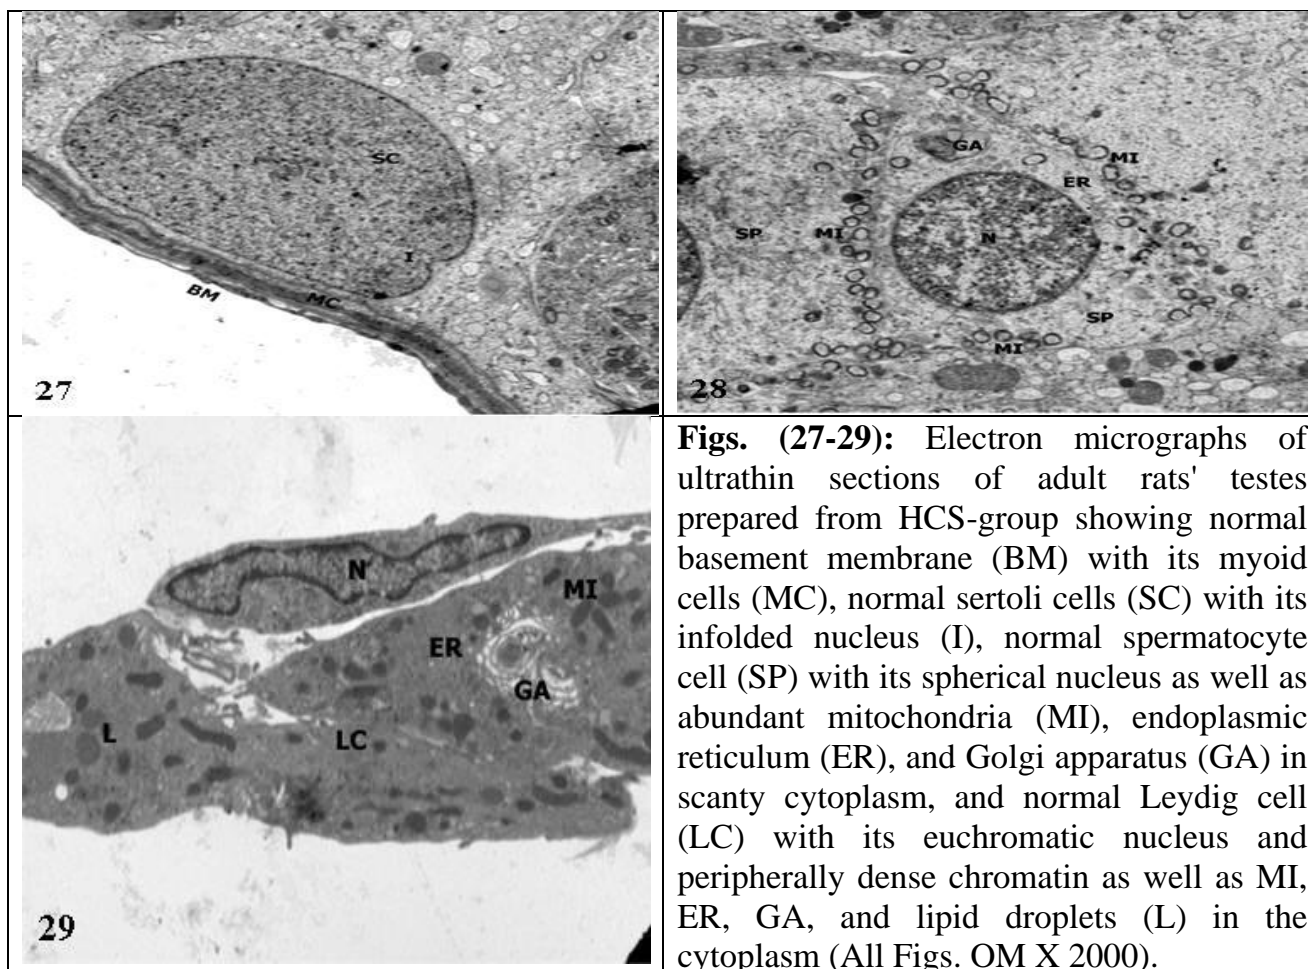 SC
I
BM
MC
27
GA
MI
ER
SP
MI
N
SP
MI
28
N
MI
ER
GA
L
LC
29
Figs. (27-29): Electron micrographs of
ultrathin sections of adult rats' testes
prepared from HCS-group showing normal
basement membrane (BM) with its myoid
cells (MC), normal sertoli cells (SC) with its
infolded nucleus (I), normal spermatocyte
cell (SP) with its spherical nucleus as well as
abundant mitochondria (MI), endoplasmic
reticulum (ER), and Golgi apparatus (GA) in
scanty cytoplasm, and normal Leydig cell
(LC) with its euchromatic nucleus and
peripherally dense chromatin as well as MI,
ER, GA, and lipid droplets (L) in the
cytoplasm (All Figs. OM X 2000).